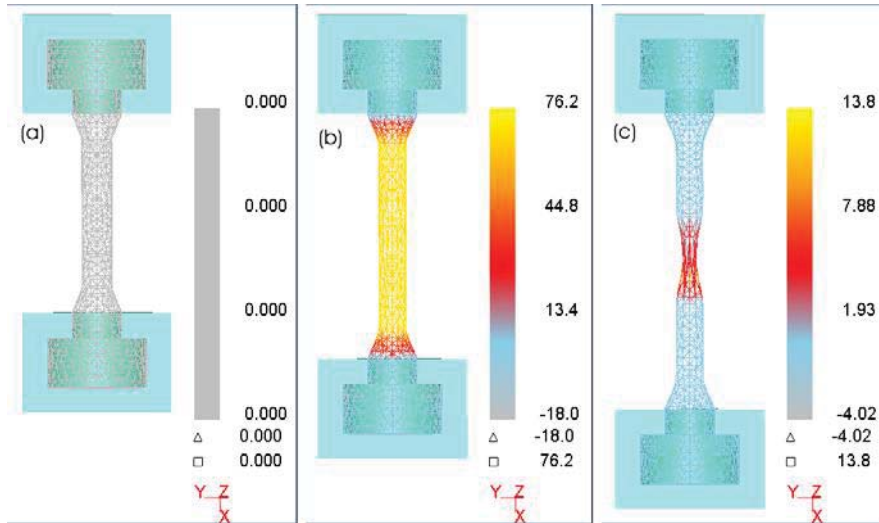 (a)
0.000
0.000
0.000
0.000
△ 0.000
□ 0.000
Y Z
X
(b)
76.2
44.8
13.4
-18.0
△ -18.0
□ 76.2
Y Z
X
(c)
13.8
7.88
1.93
-4.02
△ -4.02
□ 13.8
Y Z
X